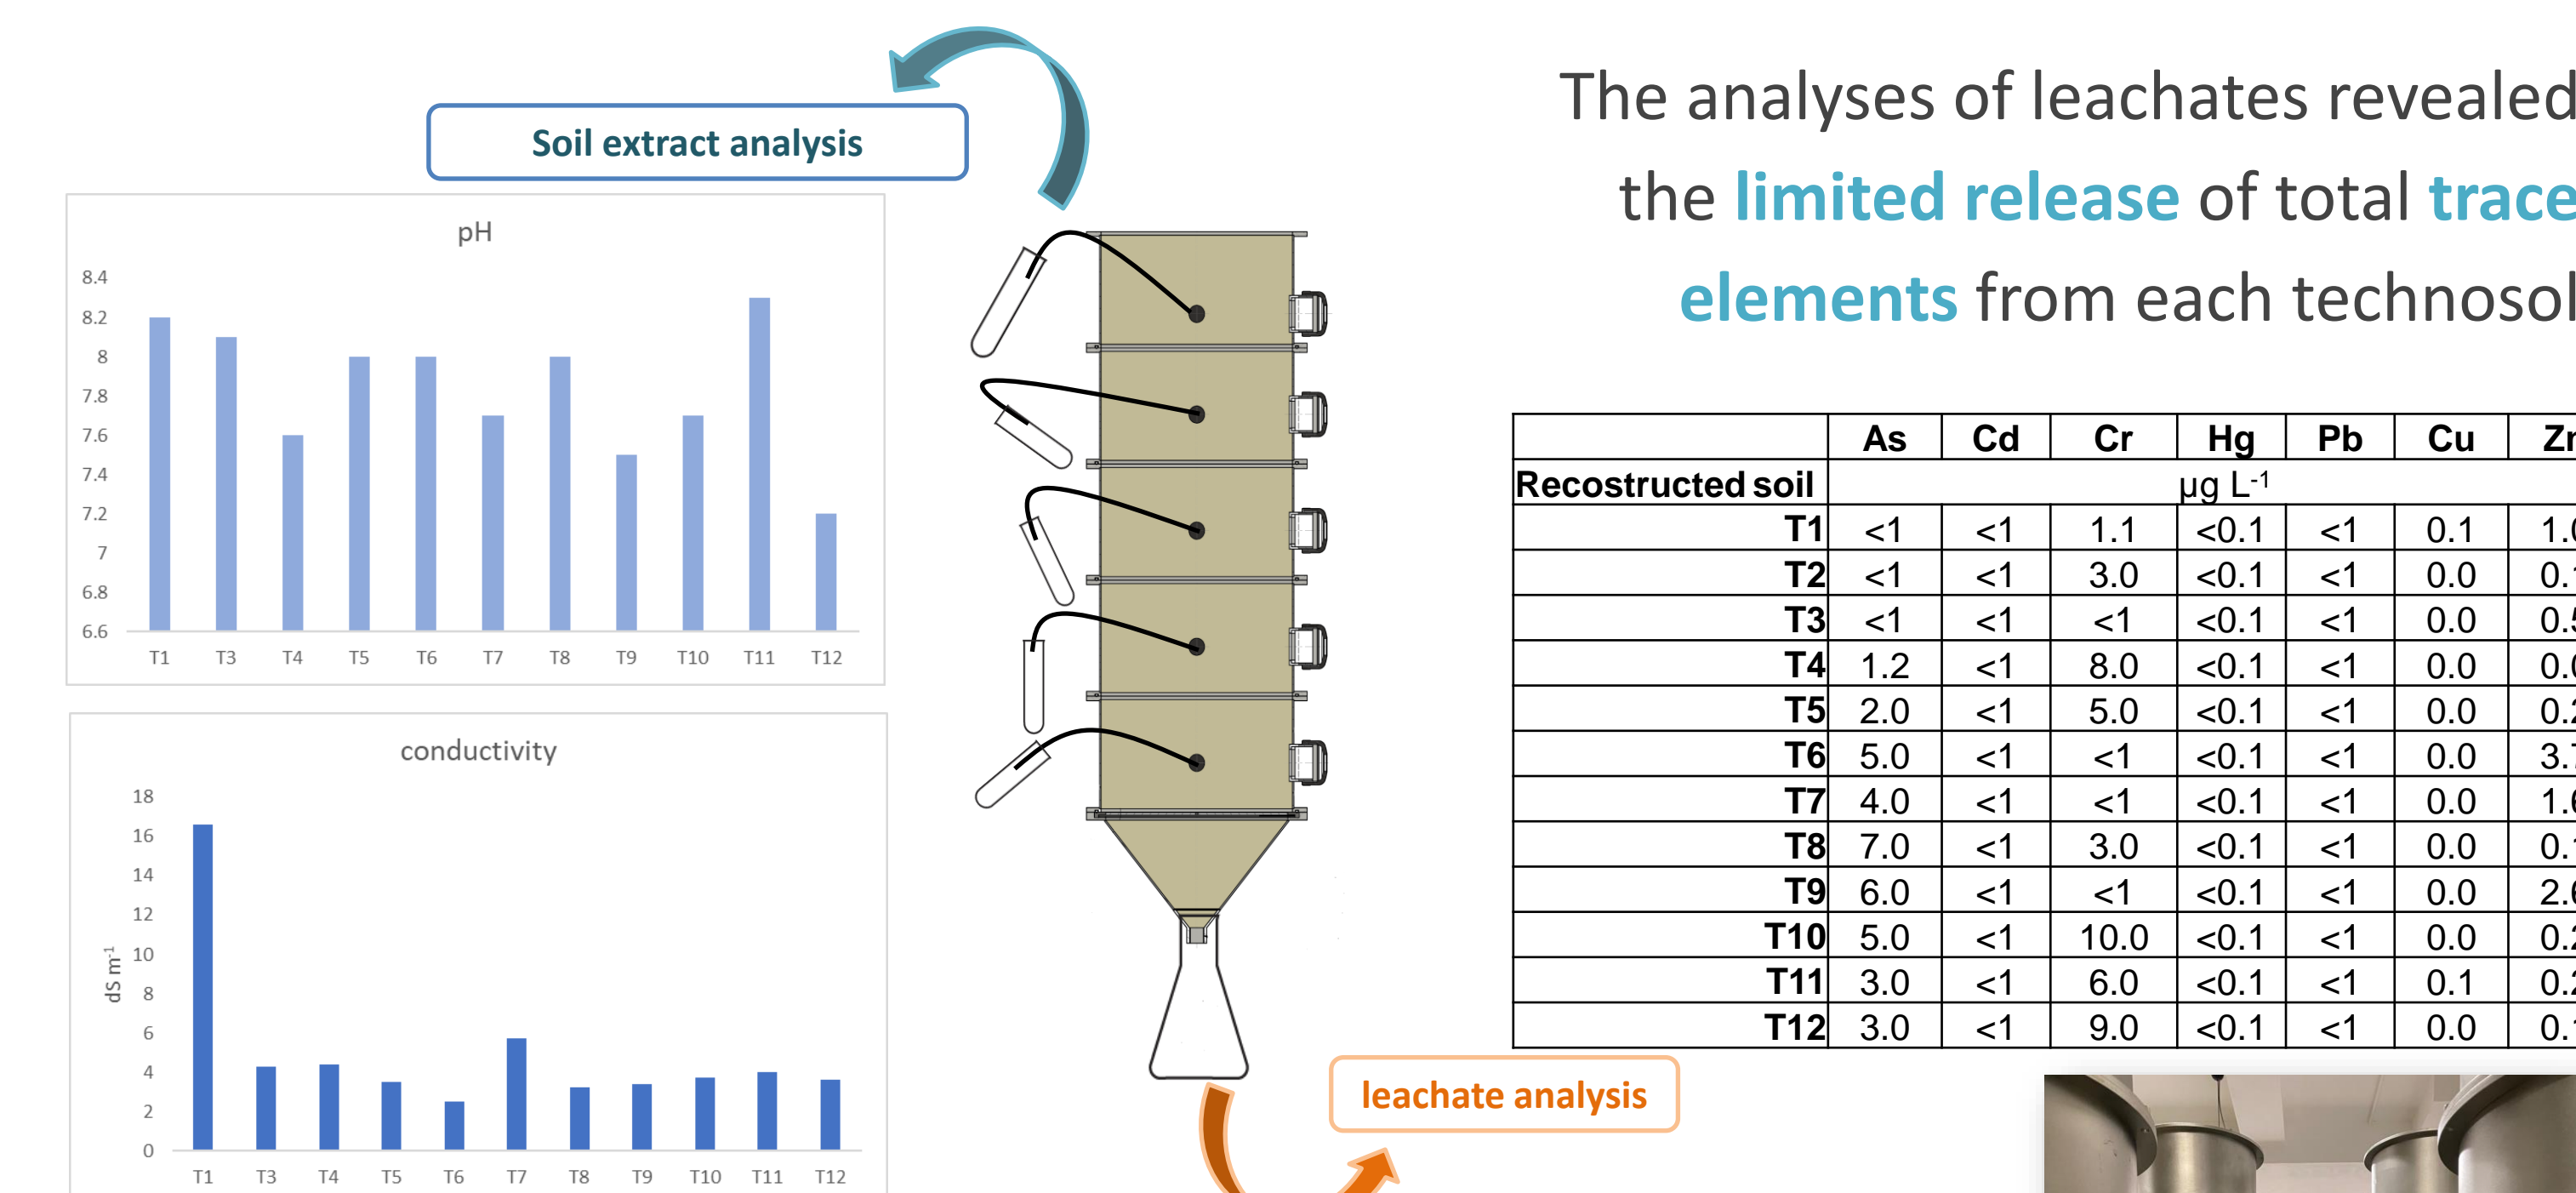 Soil extract analysis
pH
8.4
8.2
8
7.8
7.6
7.4
7.2
7
6.8
6.6
T1 T3 T4 T5 T6 T7 T8 T9 T10 T11 T12
conductivity
dS m-1
18
16
14
12
10
8
6
4
2
0
T1 T3 T4 T5 T6 T7 T8 T9 T10 T11 T12
The analyses of leachates revealed
the limited release of total trace
elements from each technosol
As Cd Cr Hg Pb Cu
Recostructed soil µg L-1
T1 <1 <1 1.1 <0.1 <1 0.1
T2 <1 <1 3.0 <0.1 <1 0.0
T3 <1 <1 <1 <0.1 <1 0.0
T4 1.2 <1 8.0 <0.1 <1 0.0
T5 2.0 <1 5.0 <0.1 <1 0.0
T6 5.0 <1 <1 <0.1 <1 0.0
T7 4.0 <1 <1 <0.1 <1 0.0
T8 7.0 <1 3.0 <0.1 <1 0.0
T9 6.0 <1 <1 <0.1 <1 0.0
T10 5.0 <1 10.0 <0.1 <1 0.0
T11 3.0 <1 6.0 <0.1 <1 0.1
T12 3.0 <1 9.0 <0.1 <1 0.0
leachate analysis